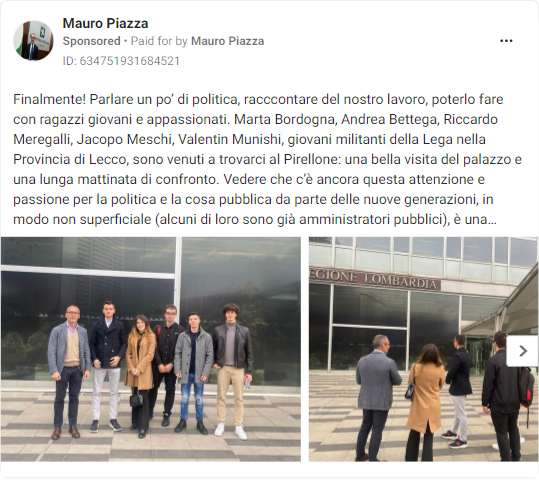 Mauro Piazza
Sponsored • Paid for by Mauro Piazza
ID: 634751931684521
Finalmente! Parlare un po' di politica, racccontare del nostro lavoro, poterlo fare
con ragazzi giovani e appassionati. Marta Bordogna, Andrea Bettega, Riccardo
Meregalli, Jacopo Meschi, Valentin Munishi, giovani militanti della Lega nella
Provincia di Lecco, sono venuti a trovarci al Pirellone: una bella visita del palazzo e
una lunga mattinata di confronto. Vedere che c'è ancora questa attenzione e
passione per la politica e la cosa pubblica da parte delle nuove generazioni, in
modo non superficiale (alcuni di loro sono già amministratori pubblici), è una...
REGIONE LOMBARDIA